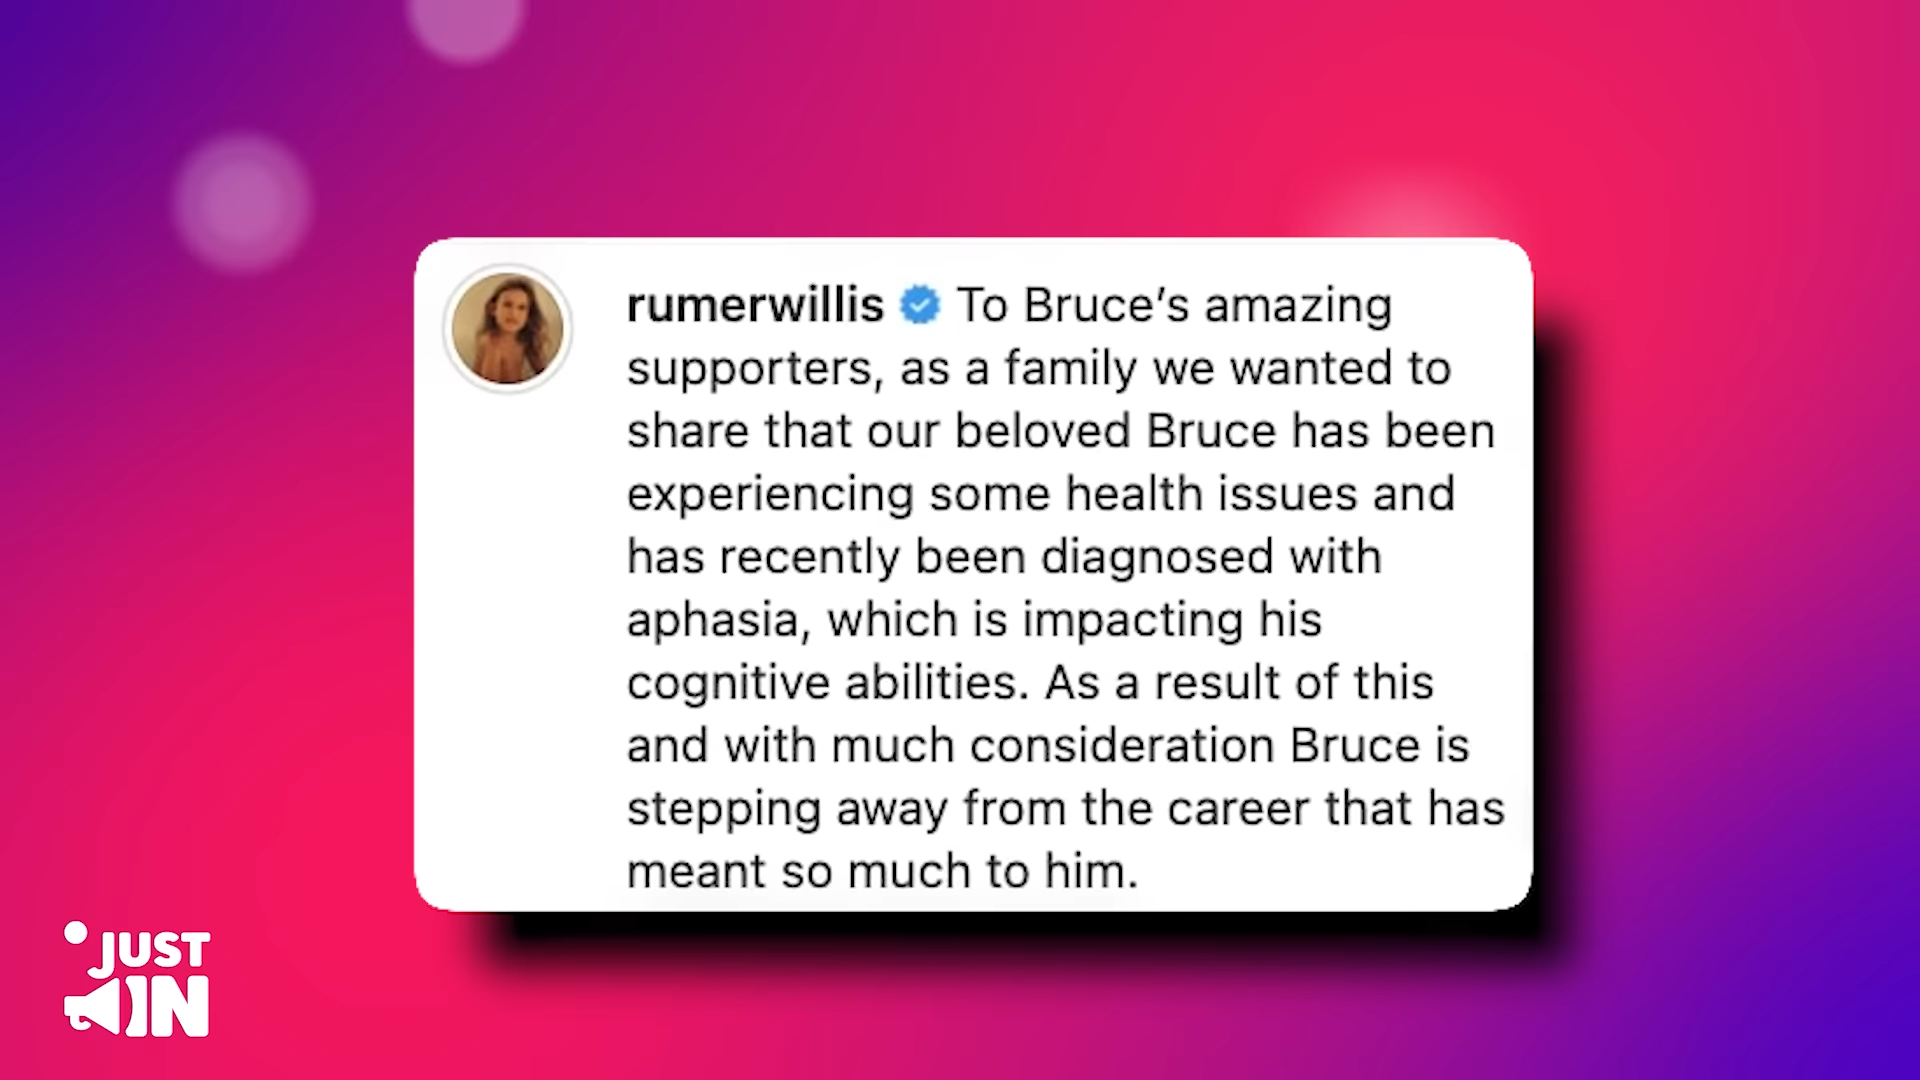 rumerwillis To Bruce’s amazing
supporters, as a family we wanted to
share that our beloved Bruce has been
experiencing some health issues and
has recently been diagnosed with
aphasia, which is impacting his
cognitive abilities. As a result of this
and with much consideration Bruce is
stepping away from the career that has
meant so much to him.
JUST
IN